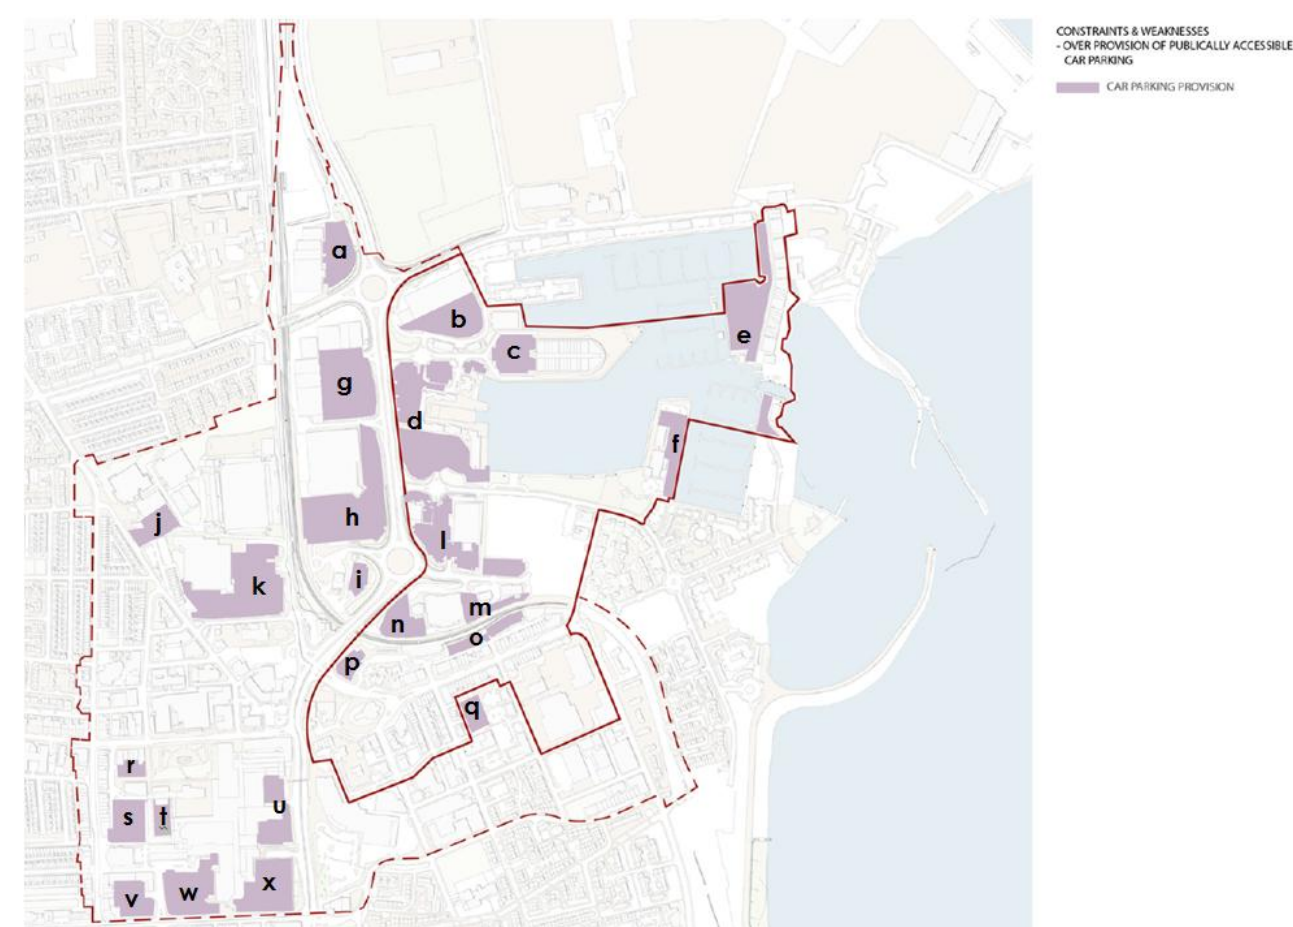 CONSTRAINTS & WEAKNESSES
- OVER PROVISION OF PUBLICALLY ACCESSIBLE
CAR PARKING
CAR PARKING PROVISION
a
b
c
e
g
d
f
h
j
l
i
k
m
n
o
p
q
r
u
s
t
x
w
v